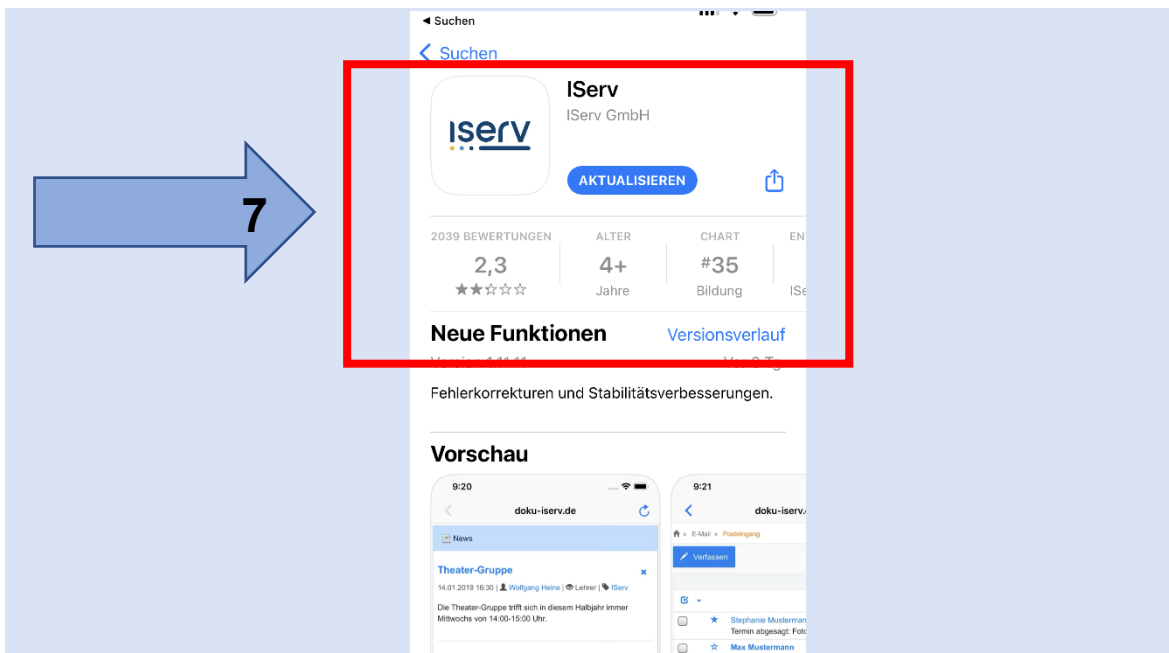 ◀ Suchen
Suchen
IServ
IServ GmbH
Iserv
AKTUALISIEREN
7
2039 BEWERTUNGEN ALTER CHART
2,3 4+ #35
Jahre Bildung
Neue Funktionen Versionsverlauf
Fehlerkorrekturen und Stabilitätsverbesserungen.
Vorschau
9:20 9:21
doku-iserv.de doku-iserv.
News » E-Mail » Posteingang
Verfassen
Theater-Gruppe
14.01.2019 16:30 | Wolfgang Heine | Lehrer | IServ
Die Theater-Gruppe trifft sich in diesem Halbjahr immer
Mittwochs von 14:00-15:00 Uhr.
Stephanie Musterman
Termin abgesagt: Foto
Max Mustermann